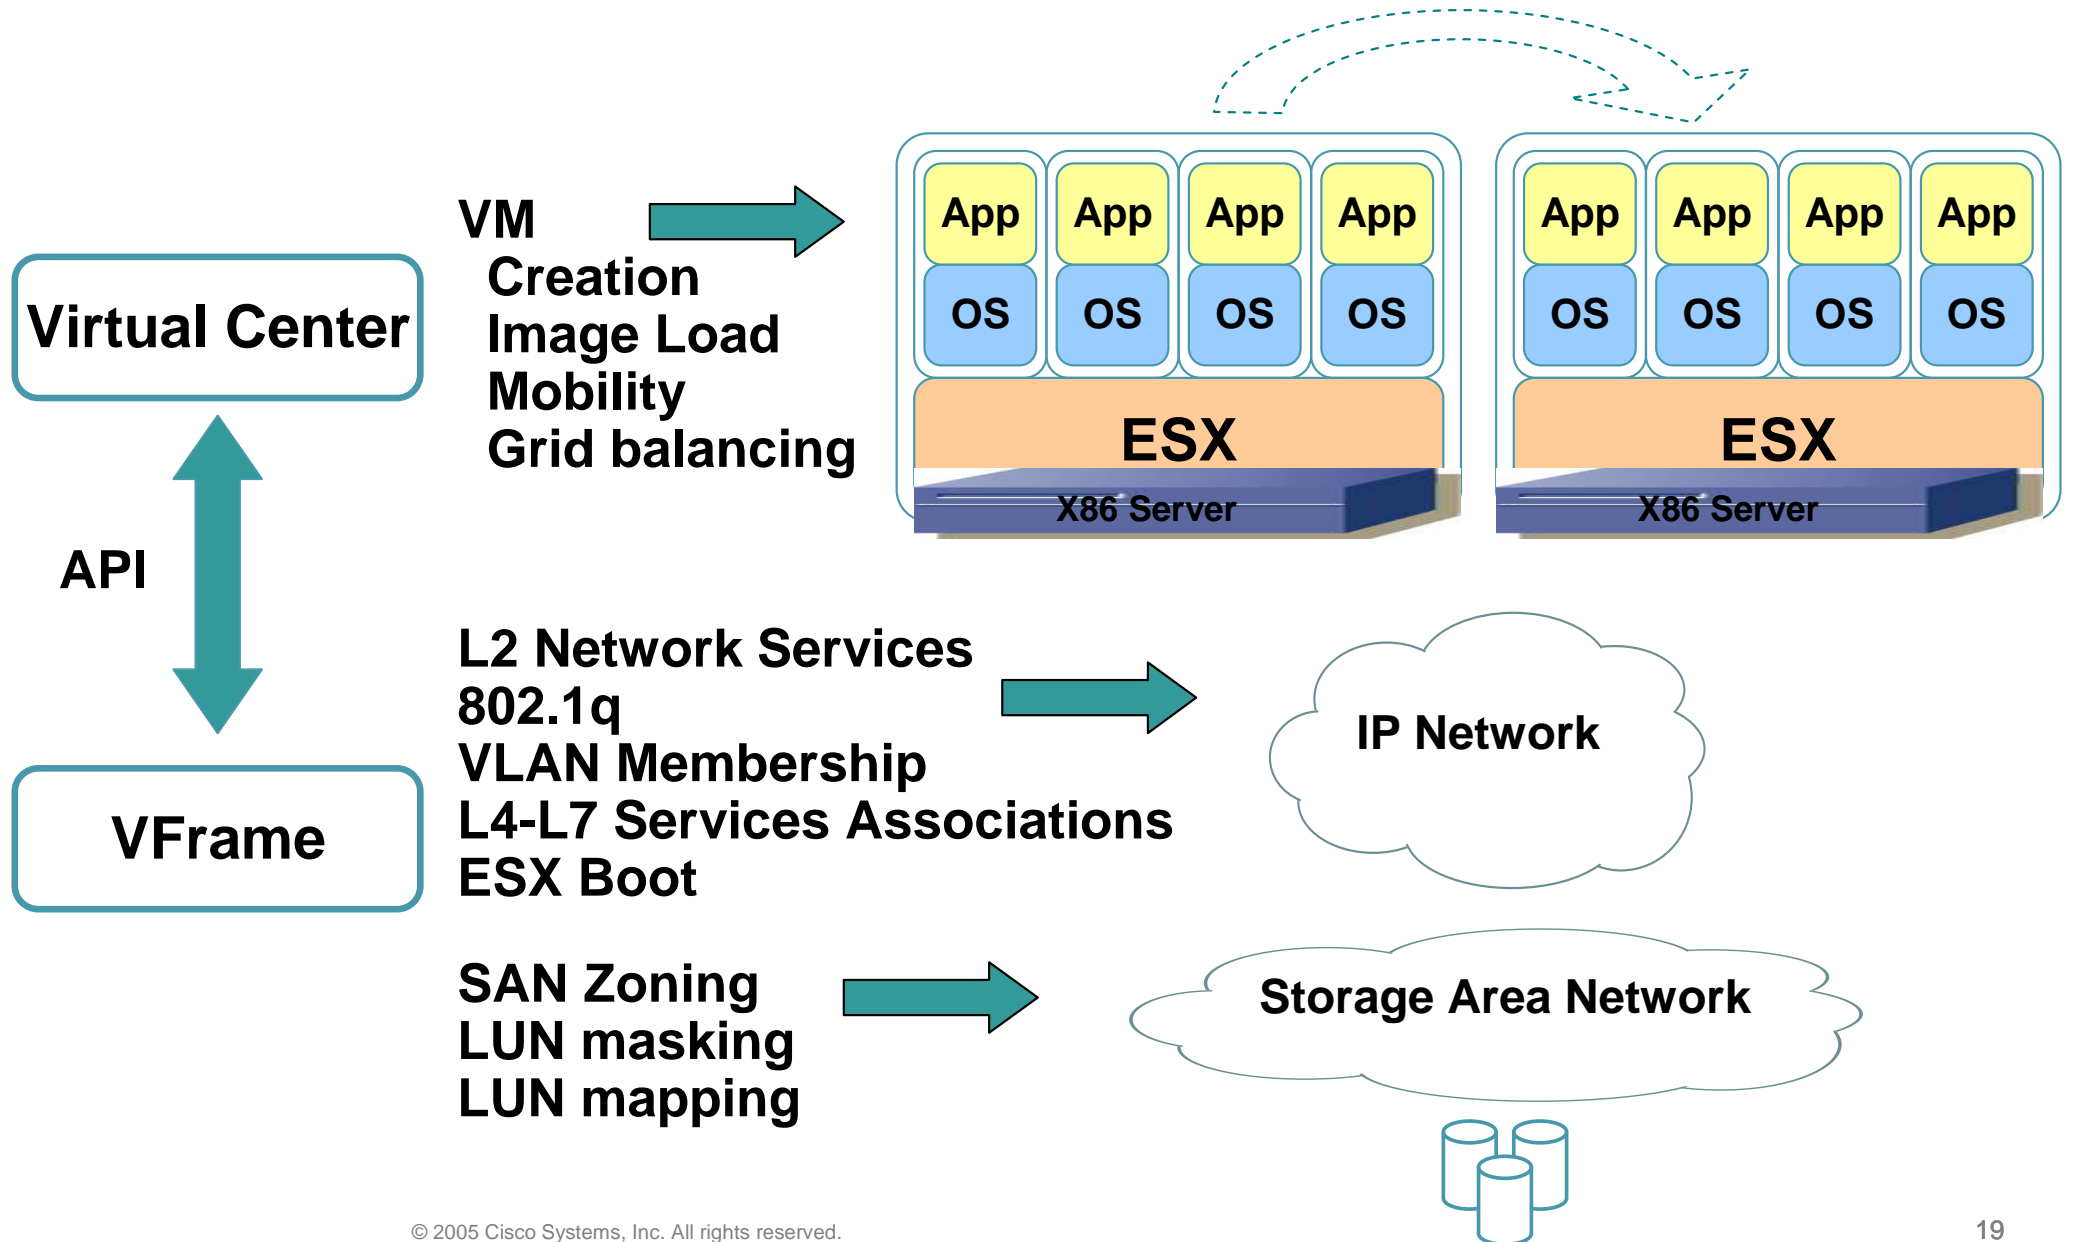 VM
Creation
Image Load
Mobility
Grid balancing
Virtual Center
API
VFrame
App App App App
OS OS OS OS
ESX
X86 Server
App App App App
OS OS OS OS
ESX
X86 Server
L2 Network Services
802.1q
VLAN Membership
L4-L7 Services Associations
ESX Boot
IP Network
SAN Zoning
LUN masking
LUN mapping
Storage Area Network
© 2005 Cisco Systems, Inc. All rights reserved.
19